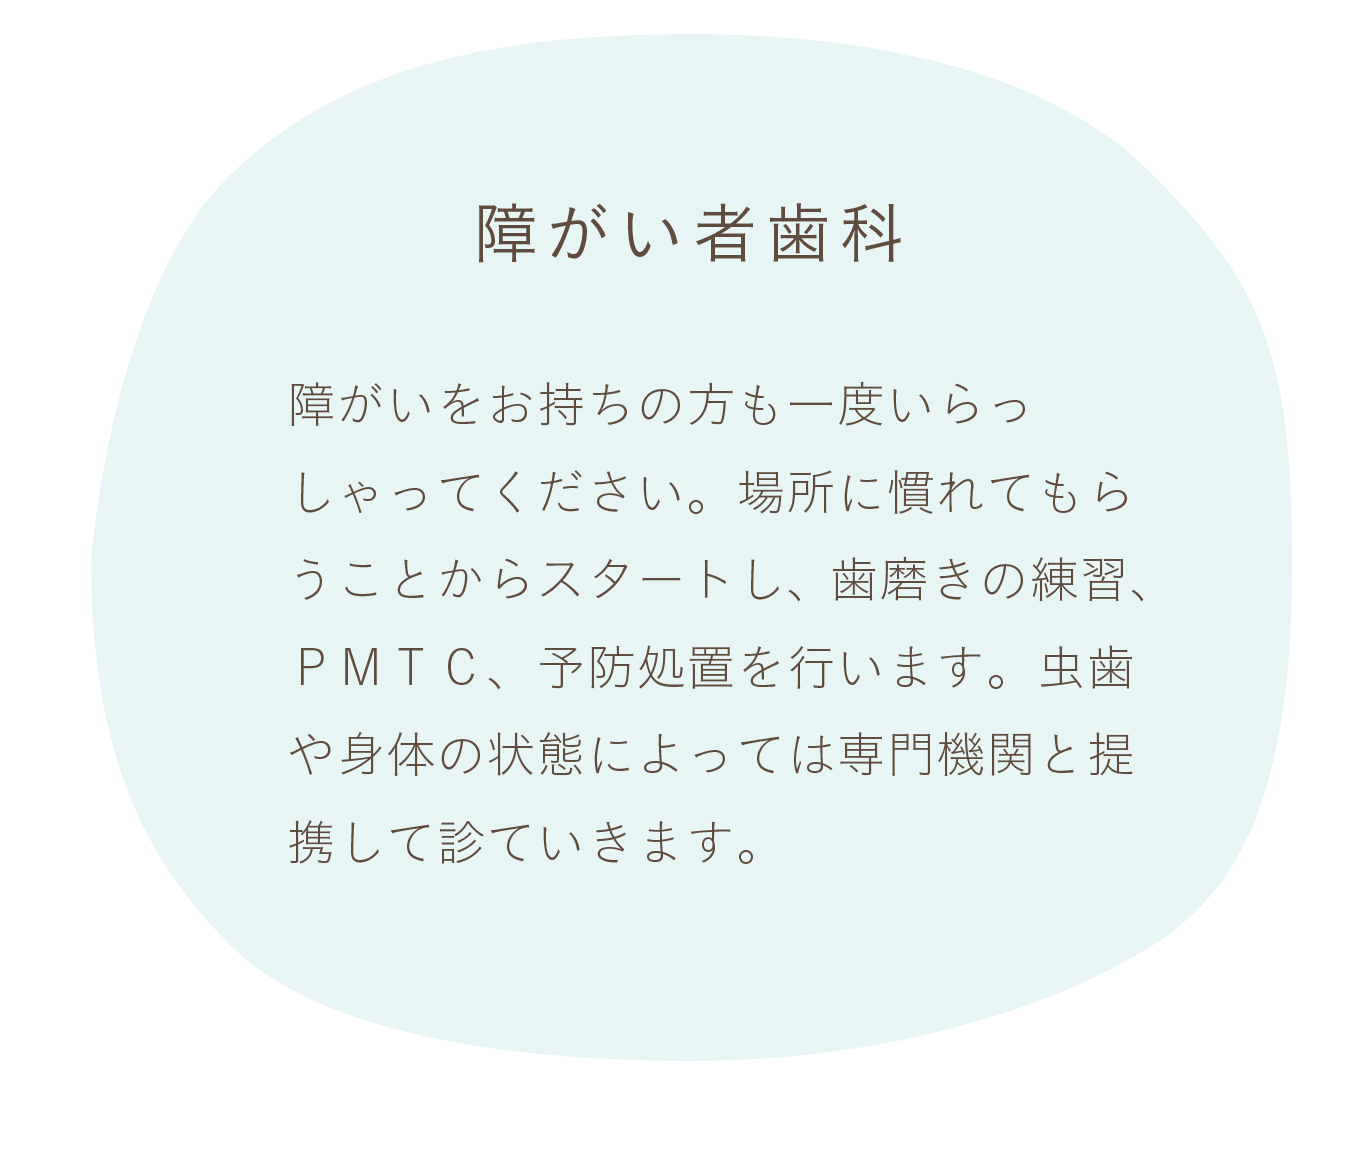 障がい者歯科
障がいをお持ちの方も一度いらっ
しゃってください。場所に慣れてもら
うことからスタートし、歯磨きの練習、
ＰＭＴＣ、予防処置を行います。虫歯
や身体の状態によっては専門機関と提
携して診ていきます。